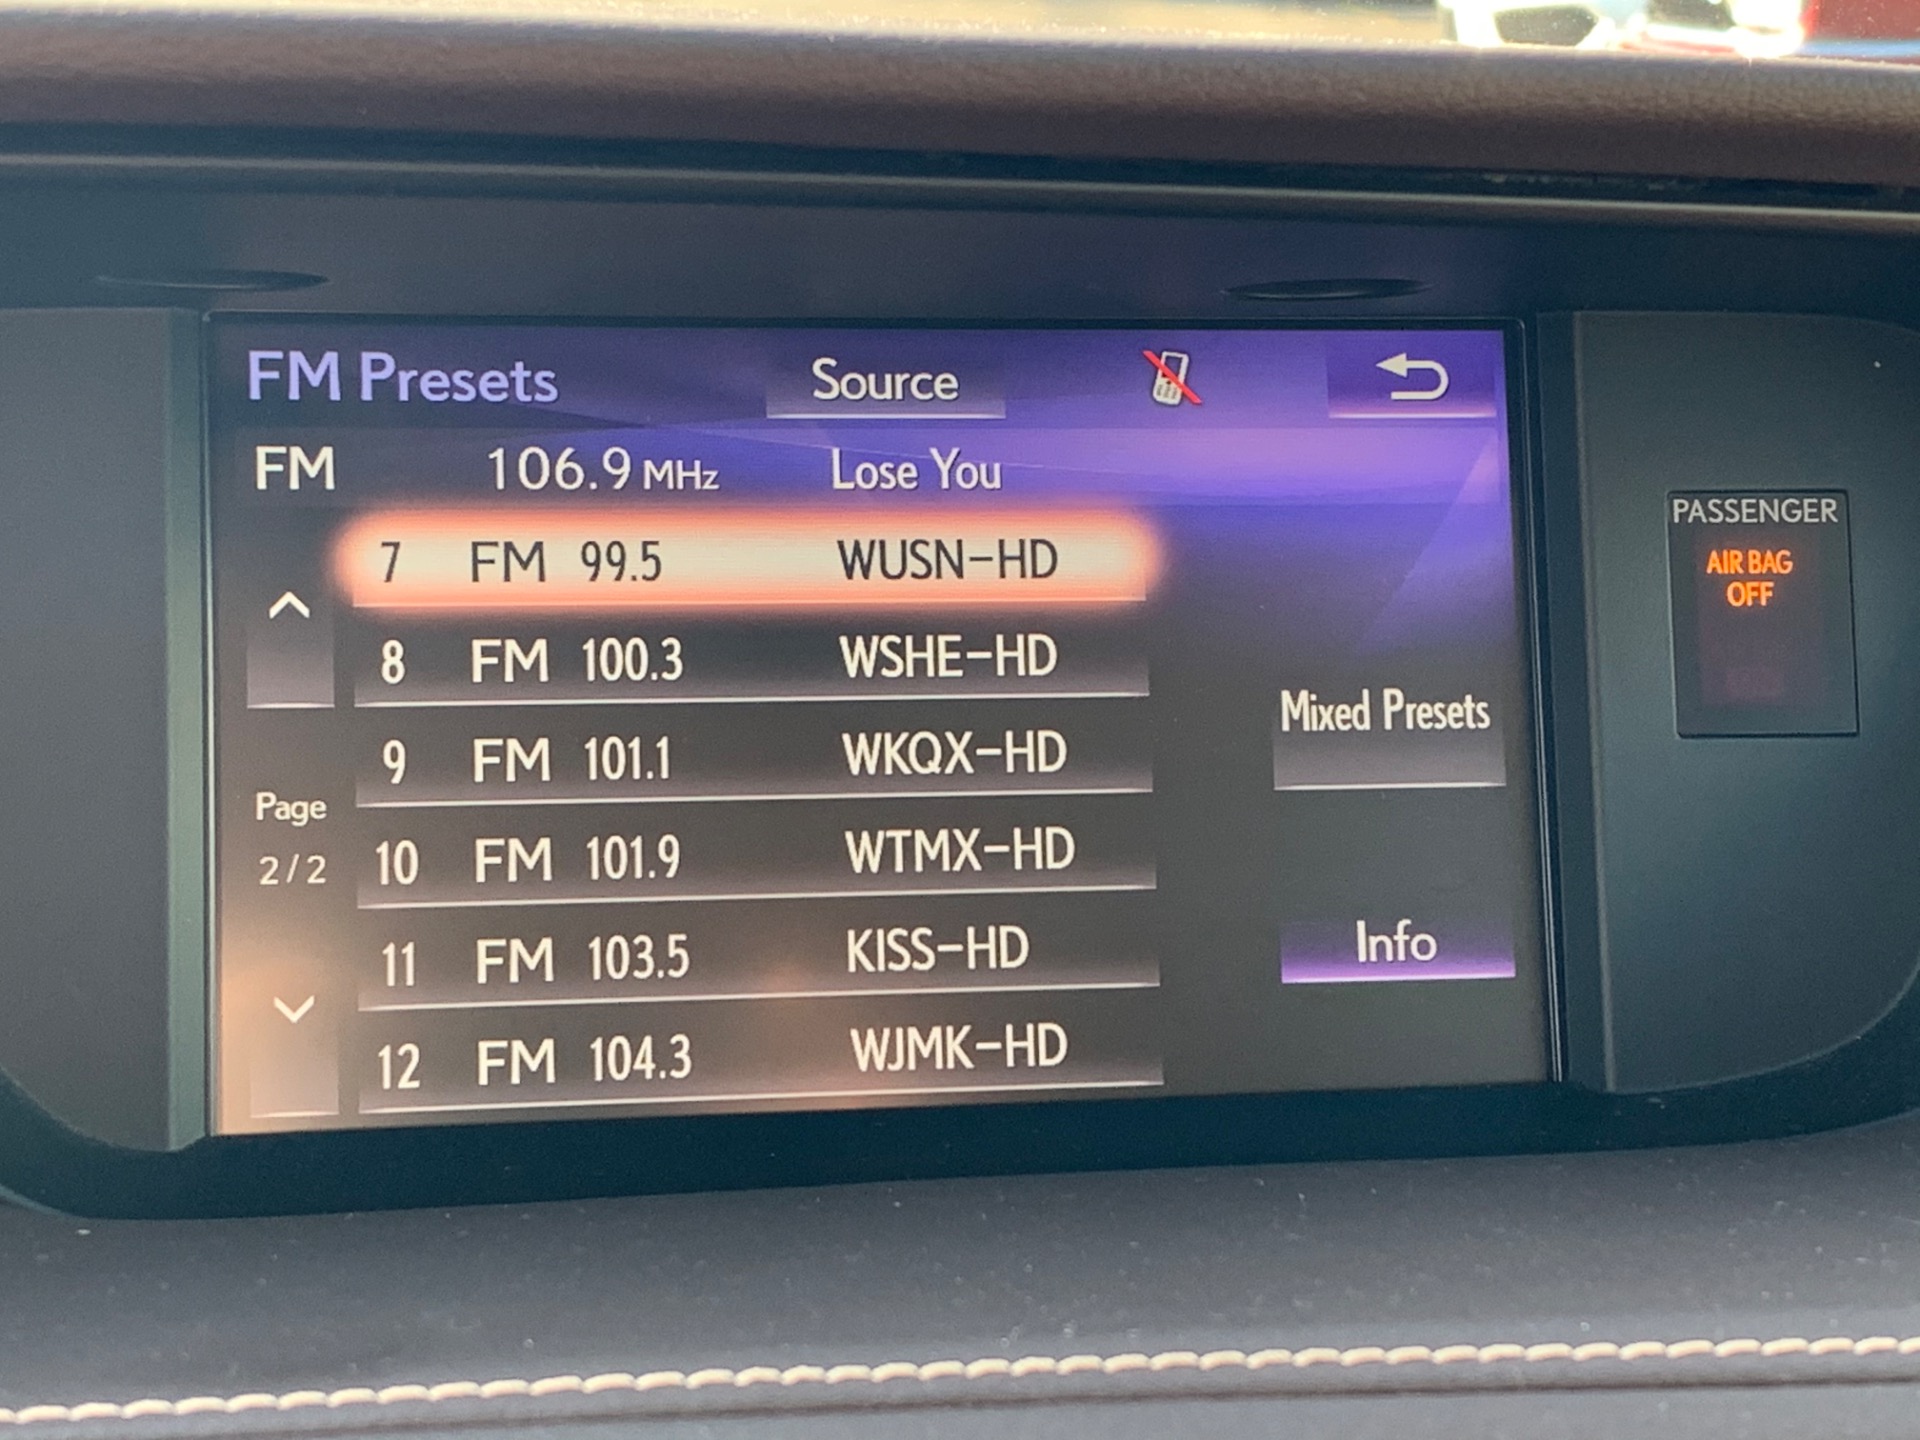 FM Presets Source
FM 106.9 MHz Lose You
7 FM 99.5 WUSN-HD
8 FM 100.3 WSHE-HD
9 FM 101.1 WKQX-HD
10 FM 101.9 WTMX-HD
11 FM 103.5 KISS-HD
12 FM 104.3 WJMK-HD
Page
2/2
Mixed Presets
Info
PASSENGER
AIR BAG
OFF